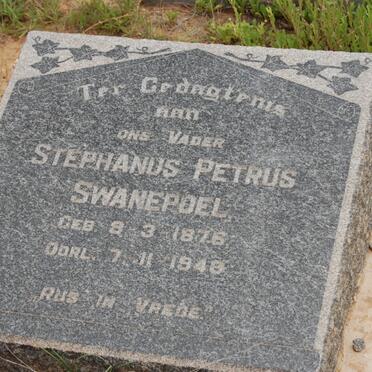 Ter Gedagtenis
aan
ons Vader
Stephanus Petrus
Swanepoel
Geb. 8. 3. 1876
Oorl. 7. 11. 1948
"Rus in Vrede"